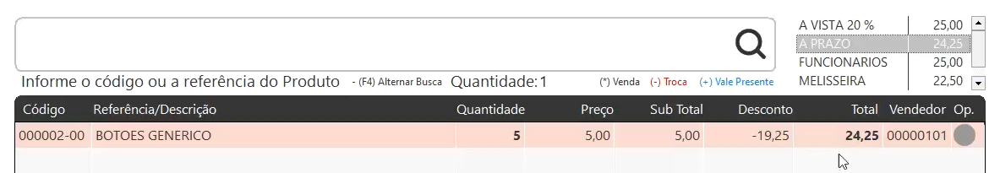 A VISTA 20 % 25,00
A PRAZO 24,25
FUNCIONARIOS 25,00
MELISSEIRA 22,50
Informe o código ou a referência do Produto - (F4) Alternar Busca Quantidade: 1 (*) Venda (-) Troca (+) Vale Presente
Código Referência/Descrição Quantidade Preço Sub Total Desconto Total Vendedor Op.
000002-00 BOTOES GENERICO 5 5,00 5,00 -19,25 24,25 00000101